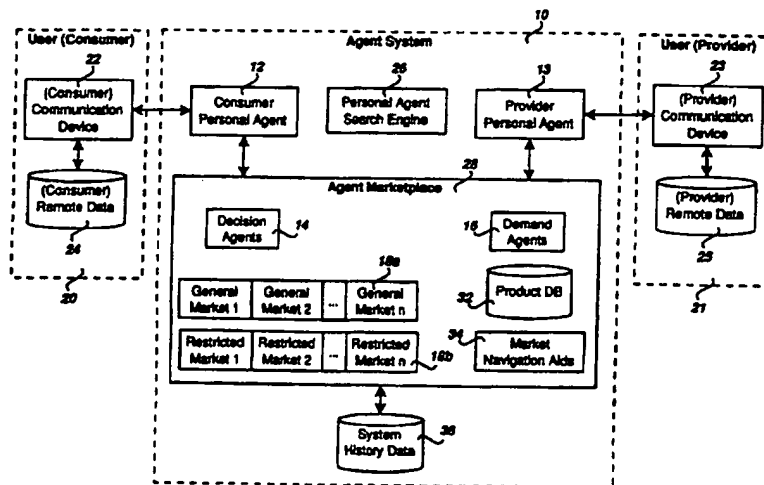 10
User (Consumer)
Agent System
User (Provider)
22
12
26
13
23
(Consumer)
Communication
Device
Consumer
Personal Agent
Personal Agent
Search Engine
Provider
Personal Agent
(Provider)
Communication
Device
28
Agent Marketplace
(Consumer)
Remote Data
(Provider)
Remote Data
24
25
20
21
Decision
Agents
14
16
Demand
Agents
18a
General
Market 1
General
Market 2
...
General
Market n
32
Product DB
Restricted
Market 1
Restricted
Market 2
...
Restricted
Market n
18b
34
Market
Navigation Aids
System
History Data
36